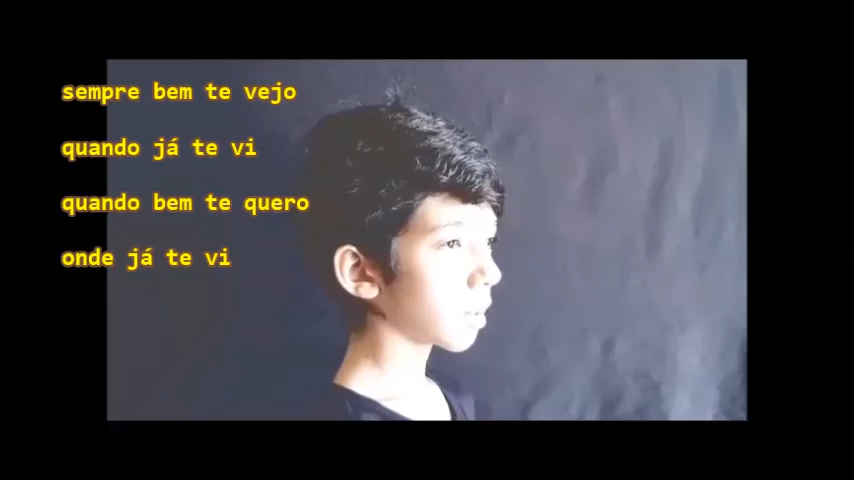 sempre bem te vejo
quando já te vi
quando bem te quero
onde já te vi